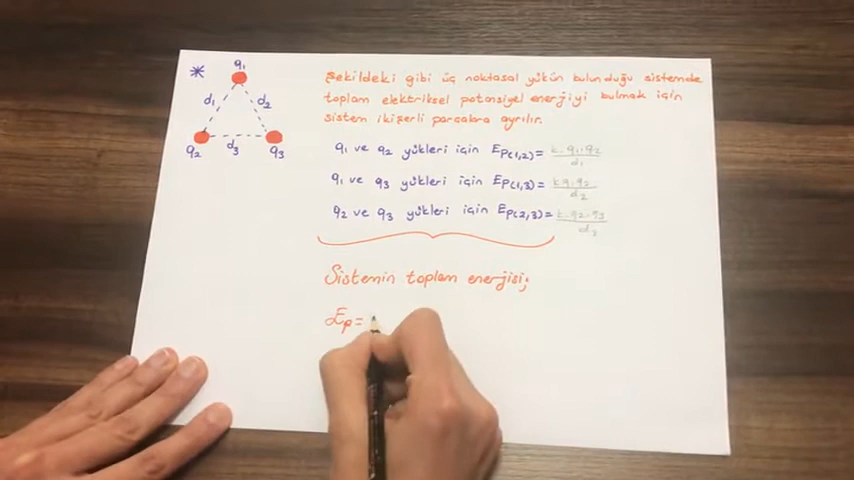 * q1
d1 d2
q2 d3 q3
Şekildeki gibi üç noktasal yükün bulunduğu sistemde
toplam elektriksel potansiyel enerjiyi bulmak için
sistem ikişerli parçalara ayrılır.
q1 ve q2 yükleri için Ep(1,2) = k.q1.q2 / d1
q1 ve q3 yükleri için Ep(1,3) =
q2 ve q3 yükleri için Ep(2,3) = k.q2.q3 / d3
Sistemin toplam enerjisi;
Ep =